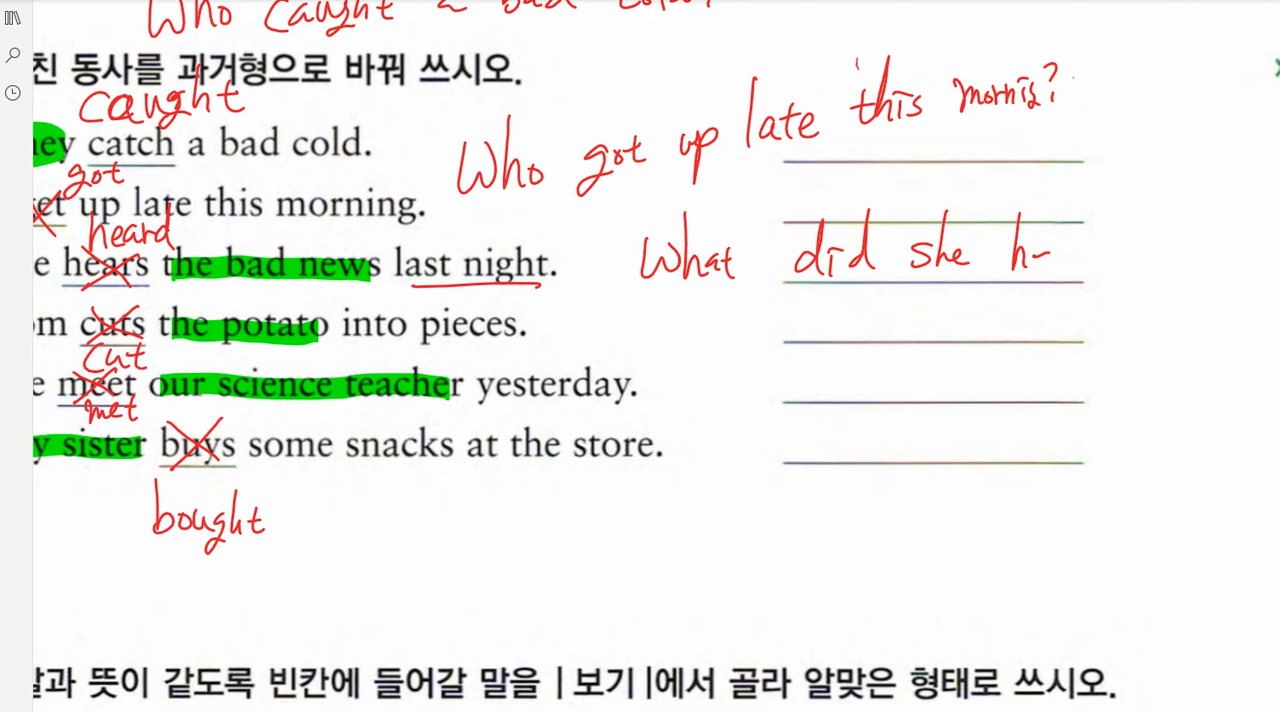 Who caught a bad cold?
친 동사를 과거형으로 바꿔 쓰시오.
caught
hey catch a bad cold.
Who got up late this morning?
got
et up late this morning.
heard
e hears the bad news last night.
What did she h
om cuts the potato into pieces.
cut
e meet our science teacher yesterday.
met
y sister buys some snacks at the store.
bought
말과 뜻이 같도록 빈칸에 들어갈 말을 | 보기 |에서 골라 알맞은 형태로 쓰시오.